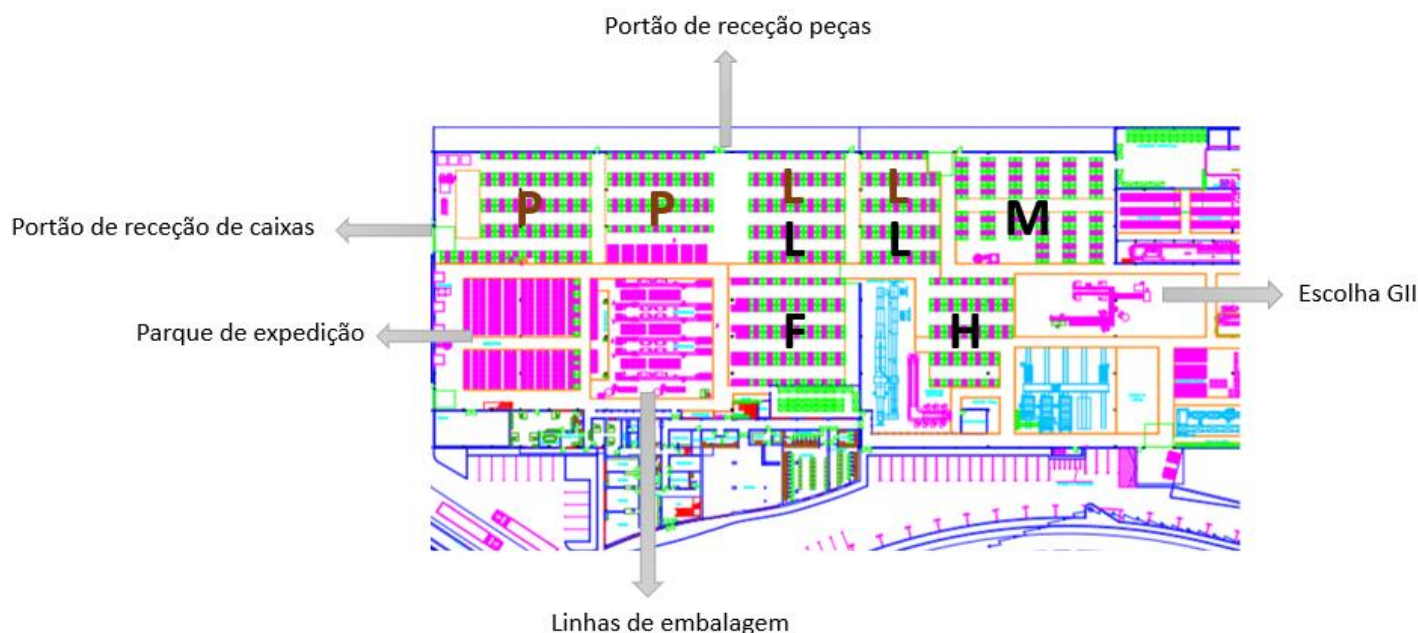 Portão de receção peças
P P L L
L L M
Portão de receção de caixas
Escolha GII
Parque de expedição
F H
Linhas de embalagem